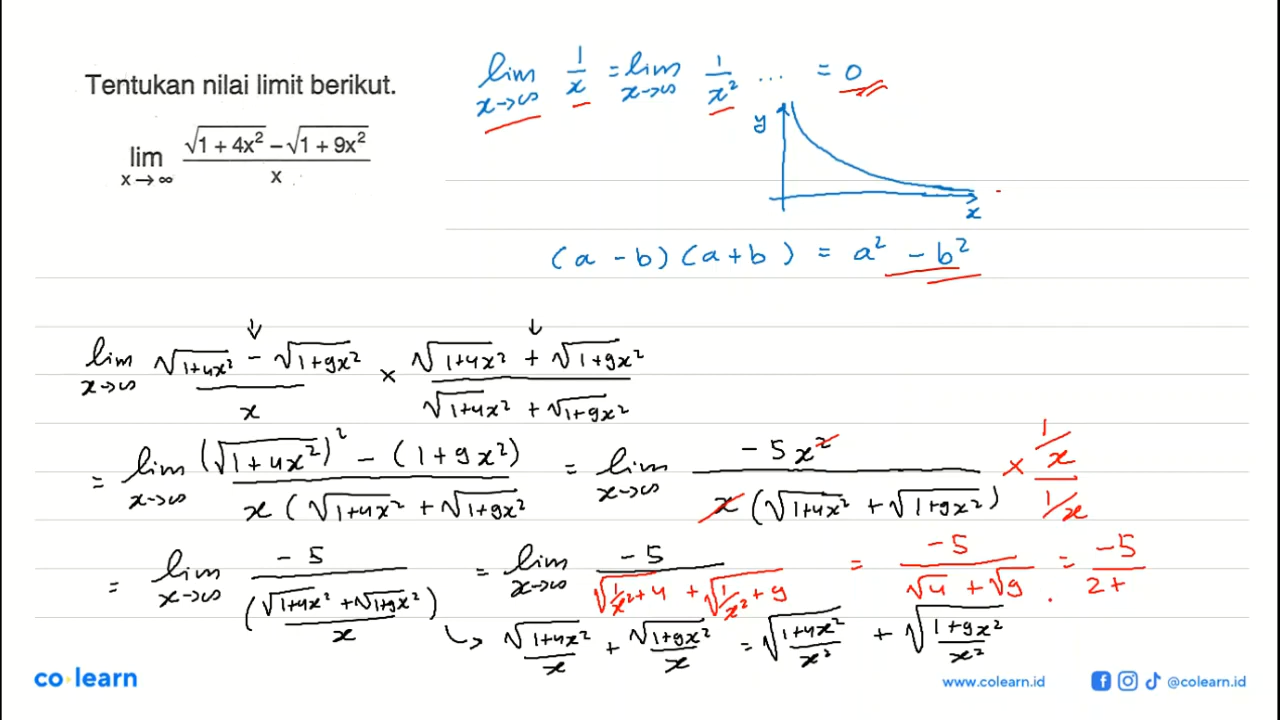 Tentukan nilai limit berikut.
lim x→∞ (√(1 + 4x²) − √(1 + 9x²)) / x
lim x→∞ 1/x = lim x→∞ 1/x² ... = 0
y
x
(a - b) (a + b) = a² - b²
lim x→∞ (√(1+4x²) - √(1+9x²)) / x × (√(1+4x²) + √(1+9x²)) / (√(1+4x²) + √(1+9x²))
= lim x→∞ ((√(1+4x²))² - (1+9x²)) / (x (√(1+4x²) + √(1+9x²))) = lim x→∞ -5x² / (x (√(1+4x²) + √(1+9x²))) × (1/x) / (1/x)
= lim x→∞ -5 / ((√(1+4x²) + √(1+9x²)) / x) = lim x→∞ -5 / (√(1/x² + 4) + √(1/x² + 9)) = -5 / (√4 + √9) . = -5 / (2+
↳ √(1+4x²) / x + √(1+9x²) / x = √((1+4x²) / x²) + √((1+9x²) / x²)
co learn
www.colearn.id
@colearn.id